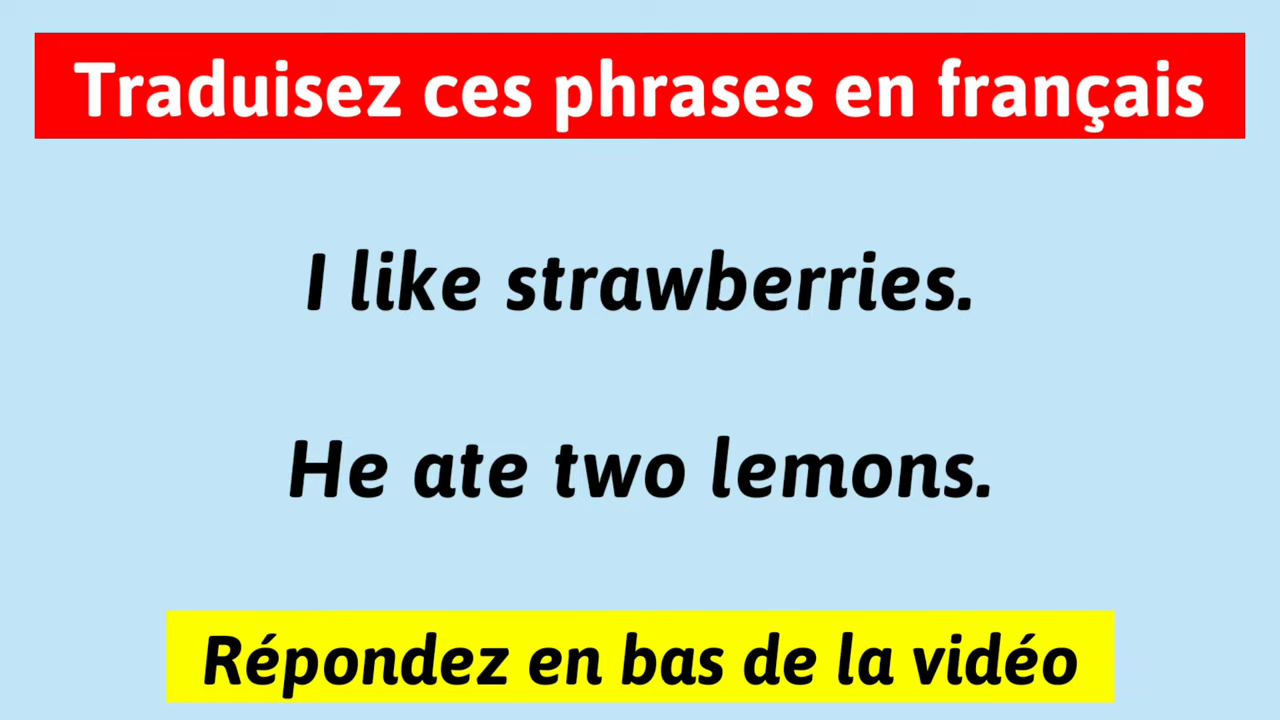 Traduisez ces phrases en français
I like strawberries.
He ate two lemons.
Répondez en bas de la vidéo